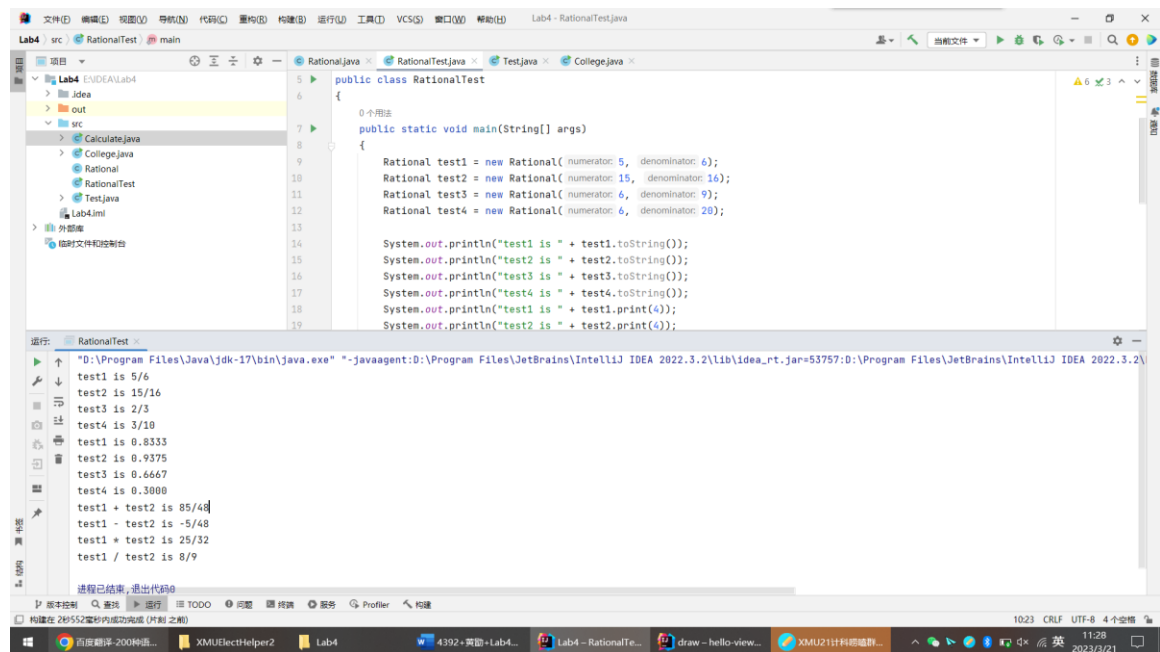 文件(F) 编辑(E) 视图(V) 导航(N) 代码(C) 重构(R) 构建(B) 运行(U) 工具(T) VCS(S) 窗口(W) 帮助(H) Lab4 - RationalTest.java
Lab4 src RationalTest main
当前文件
项目
Rational.java RationalTest.java Test.java College.java
Lab4 E:\IDEA\Lab4
.idea
out
src
Calculate.java
College.java
Rational
RationalTest
Test.java
Lab4.iml
外部库
临时文件和控制台
5 public class RationalTest
6 {
0 个用法
7 public static void main(String[] args)
8 {
9 Rational test1 = new Rational( numerator: 5, denominator: 6);
10 Rational test2 = new Rational( numerator: 15, denominator: 16);
11 Rational test3 = new Rational( numerator: 6, denominator: 9);
12 Rational test4 = new Rational( numerator: 6, denominator: 20);
13
14 System.out.println("test1 is " + test1.toString());
15 System.out.println("test2 is " + test2.toString());
16 System.out.println("test3 is " + test3.toString());
17 System.out.println("test4 is " + test4.toString());
18 System.out.println("test1 is " + test1.print(4));
19 System.out.println("test2 is " + test2.print(4));
6 3
数据库
通知
运行: RationalTest
"D:\Program Files\Java\jdk-17\bin\java.exe" "-javaagent:D:\Program Files\JetBrains\IntelliJ IDEA 2022.3.2\lib\idea_rt.jar=53757:D:\Program Files\JetBrains\IntelliJ IDEA 2022.3.2\
test1 is 5/6
test2 is 15/16
test3 is 2/3
test4 is 3/10
test1 is 0.8333
test2 is 0.9375
test3 is 0.6667
test4 is 0.3000
test1 + test2 is 85/48
test1 - test2 is -5/48
test1 * test2 is 25/32
test1 / test2 is 8/9
进程已结束,退出代码0
书签
结构
版本控制 查找 运行 TODO 问题 终端 服务 Profiler 构建
构建在 2秒552毫秒内成功完成 (片刻 之前) 10:23 CRLF UTF-8 4 个空格
百度翻译-200种语... XMUElectHelper2 Lab4 4392+黄勖+Lab4... Lab4 – RationalTe... draw – hello-view... 英 11:28
2023/3/21